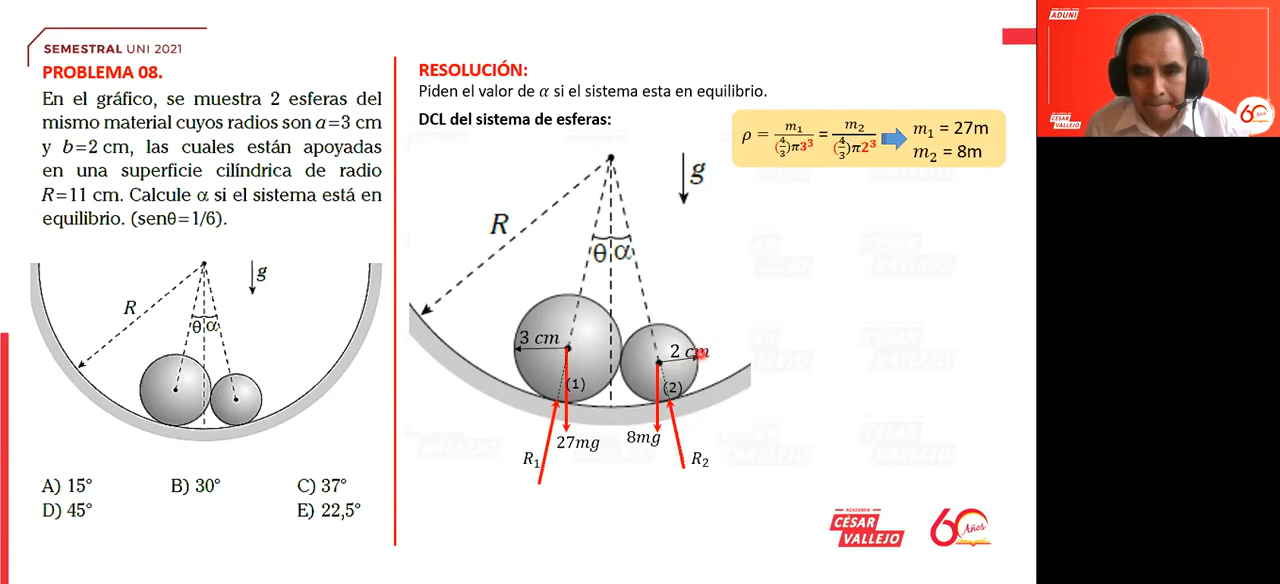 SEMESTRAL UNI 2021
PROBLEMA 08.
En el gráfico, se muestra 2 esferas del
mismo material cuyos radios son a=3 cm
y b=2 cm, las cuales están apoyadas
en una superficie cilíndrica de radio
R=11 cm. Calcule α si el sistema está en
equilibrio. (senθ=1/6).
R
g
θ α
A) 15°
B) 30°
C) 37°
D) 45°
E) 22,5°
RESOLUCIÓN:
Piden el valor de α si el sistema esta en equilibrio.
DCL del sistema de esferas:
ρ = m₁/((4/3)π3³) = m₂/((4/3)π2³)
m₁ = 27m
m₂ = 8m
g
R
θ α
3 cm
2 cm
(1)
(2)
27mg
8mg
R₁
R₂
ACADEMIA
CÉSAR
VALLEJO
60 Años
ADUNI
ACADEMIA
CÉSAR
VALLEJO
60 Años